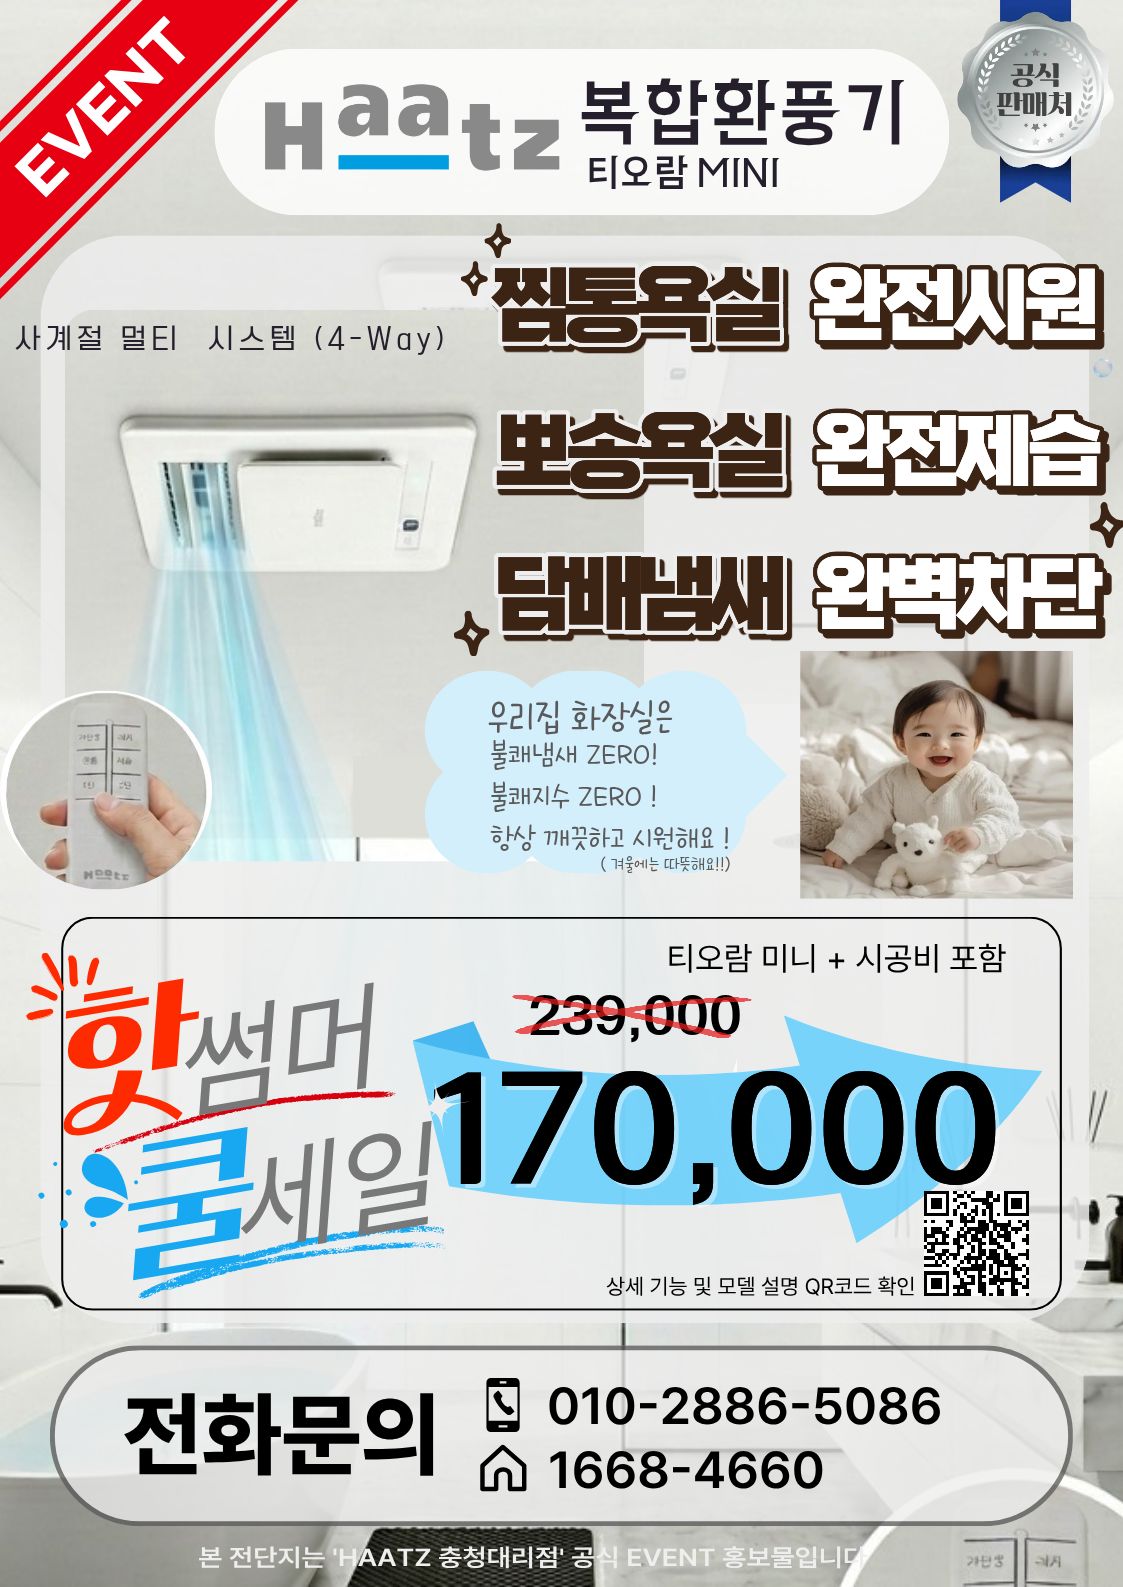 EVENT
Haatz 복합환풍기
티오람 MINI
공식
판매처
찜통욕실 완전시원
사계절 멀티 시스템 (4-Way)
뽀송욕실 완전제습
담배냄새 완벽차단
우리집 화장실은
불쾌냄새 ZERO!
불쾌지수 ZERO !
항상 깨끗하고 시원해요 !
( 겨울에는 따뜻해요!!)
Haatz
티오람 미니 + 시공비 포함
239,000
핫썸머
쿨세일
170,000
상세 기능 및 모델 설명 QR코드 확인
전화문의
010-2886-5086
1668-4660
본 전단지는 'HAATZ 충청대리점' 공식 EVENT 홍보물입니다